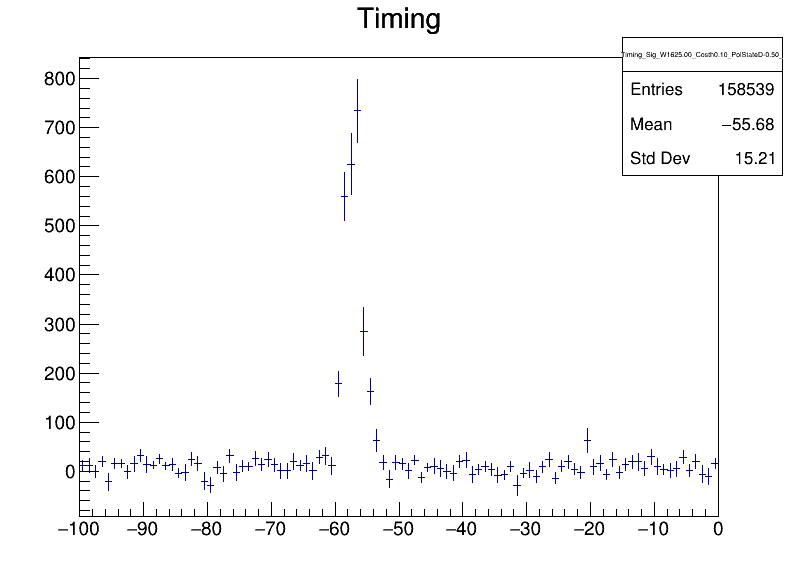 Timing
Timing_Sig_W1625.00_Costh0.10_PolStateD-0.50_
Entries 158539
Mean −55.68
Std Dev 15.21
800
700
600
500
400
300
200
100
0
−100 −90 −80 −70 −60 −50 −40 −30 −20 −10 0